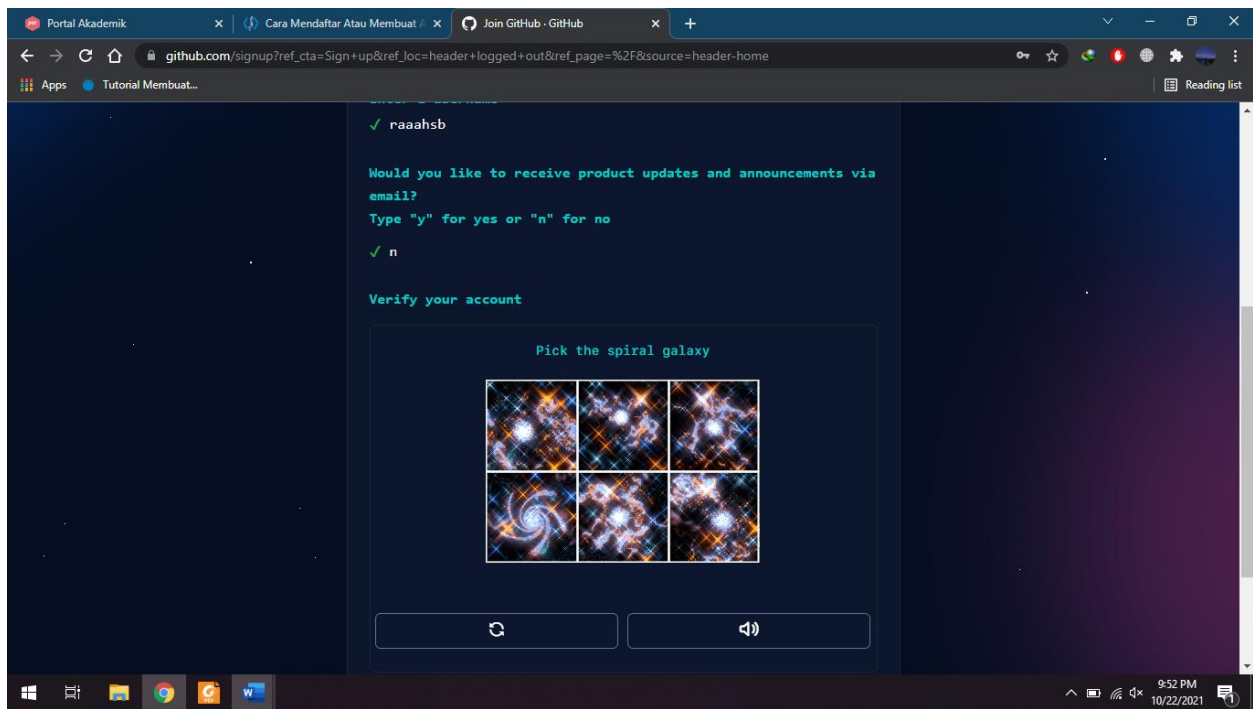 Portal Akademik
Cara Mendaftar Atau Membuat A
Join GitHub · GitHub
github.com/signup?ref_cta=Sign+up&ref_loc=header+logged+out&ref_page=%2F&source=header-home
Apps
Tutorial Membuat...
Reading list
enter a username
✓ raaahsb
Would you like to receive product updates and announcements via
email?
Type "y" for yes or "n" for no
✓ n
Verify your account
Pick the spiral galaxy
9:52 PM
10/22/2021